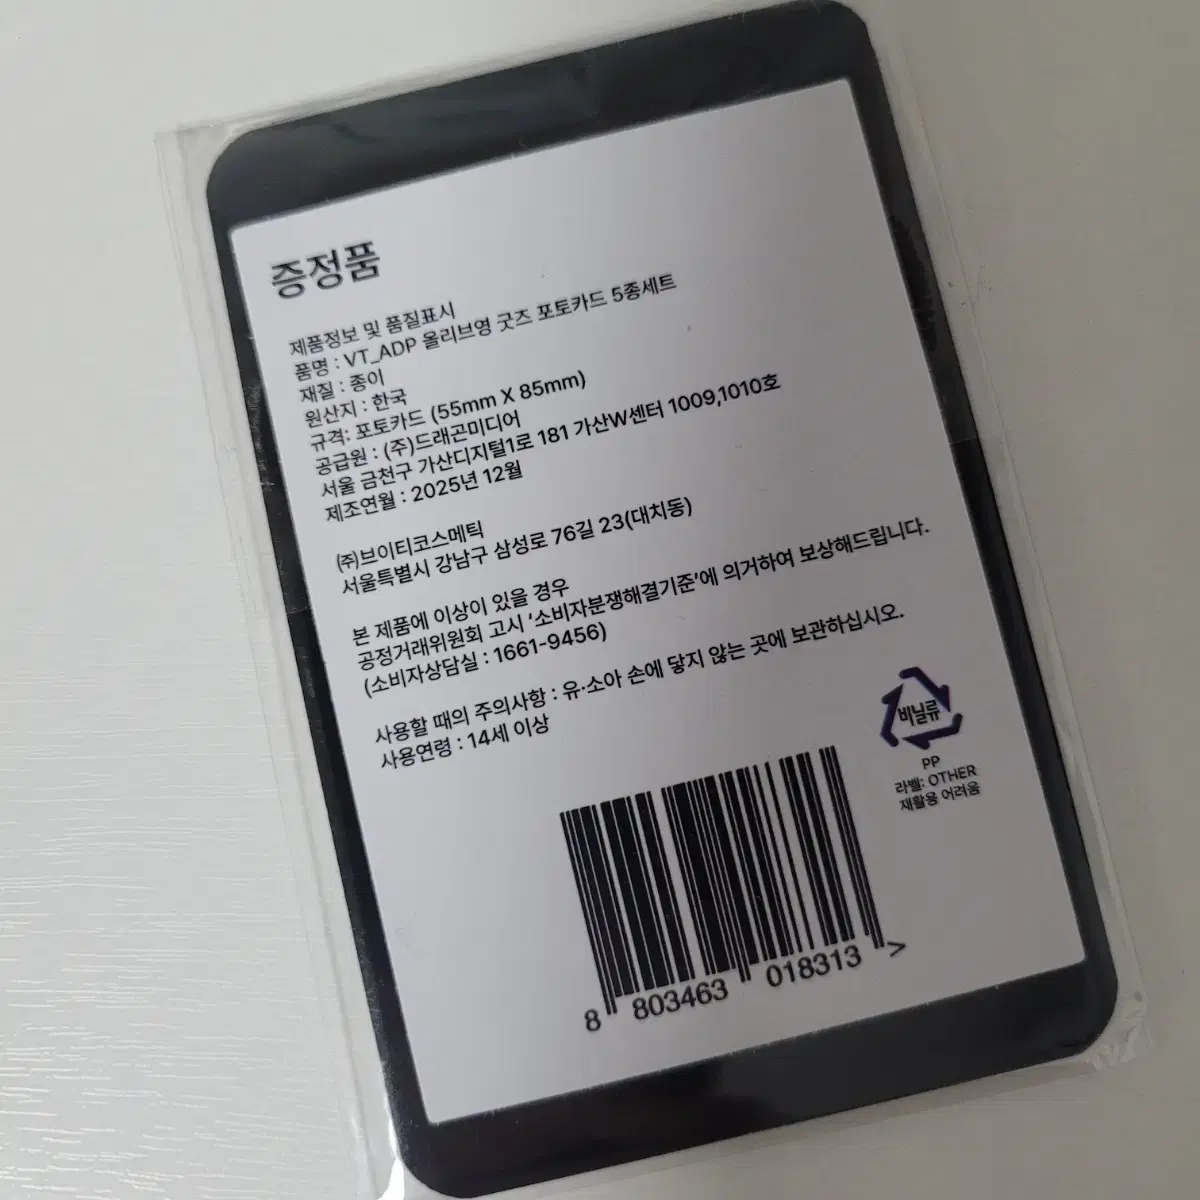 증정품
제품정보 및 품질표시
품명 : VT_ADP 올리브영 굿즈 포토카드 5종세트
재질 : 종이
원산지 : 한국
규격: 포토카드 (55mm X 85mm)
공급원 : (주)드래곤미디어
서울 금천구 가산디지털1로 181 가산W센터 1009,1010호
제조연월 : 2025년 12월
㈜브이티코스메틱
서울특별시 강남구 삼성로 76길 23(대치동)
본 제품에 이상이 있을 경우
공정거래위원회 고시 '소비자분쟁해결기준'에 의거하여 보상해드립니다.
(소비자상담실 : 1661-9456)
사용할 때의 주의사항 : 유·소아 손에 닿지 않는 곳에 보관하십시오.
사용연령 : 14세 이상
비닐류
PP
라벨: OTHER
재활용 어려움
8 803463 018313 >